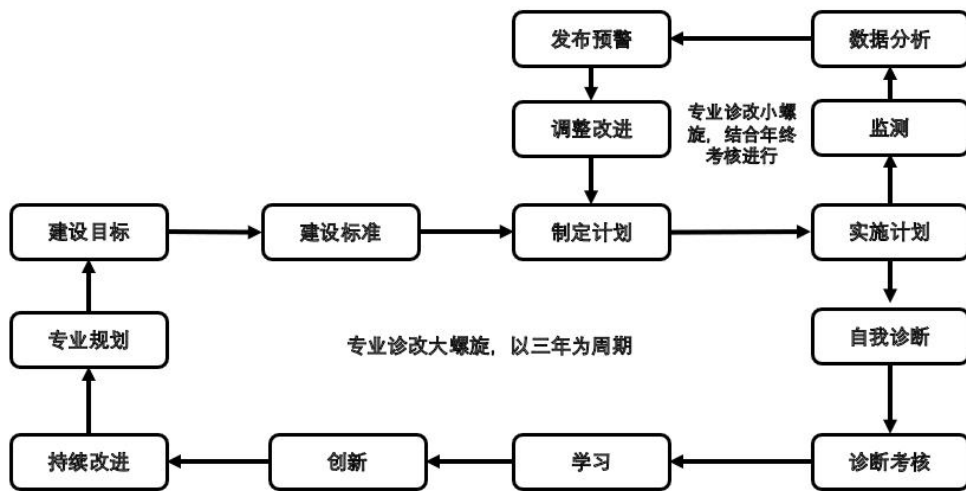 发布预警
数据分析
调整改进
专业诊改小螺
旋，结合年终
考核进行
监测
建设目标
建设标准
制定计划
实施计划
专业规划
专业诊改大螺旋，以三年为周期
自我诊断
持续改进
创新
学习
诊断考核